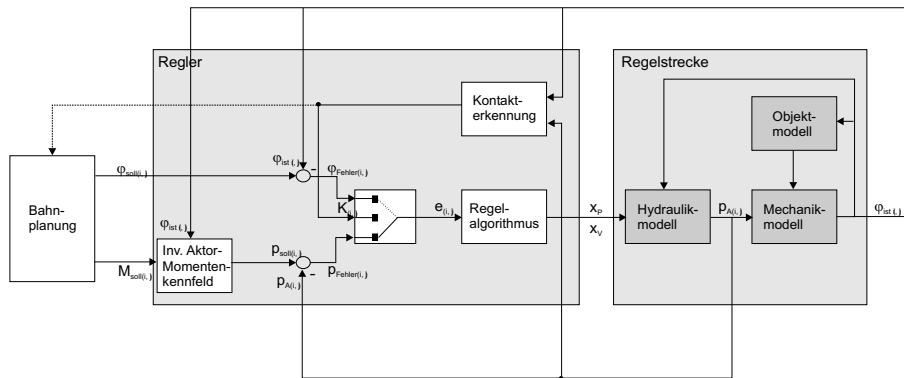 Regler
Regelstrecke
Kontakt-
erkennung
Objekt-
modell
φist(i,j)
-
φsoll(i,j)
φFehler(i,j)
Bahn-
planung
K(i,j)
e(i,j)
Regel-
algorithmus
xP
xV
Hydraulik-
modell
pA(i,j)
Mechanik-
modell
φist(i,j)
φist(i,j)
Inv. Aktor-
Momenten-
kennfeld
psoll(i,j)
-
pFehler(i,j)
Msoll(i,j)
pA(i,j)